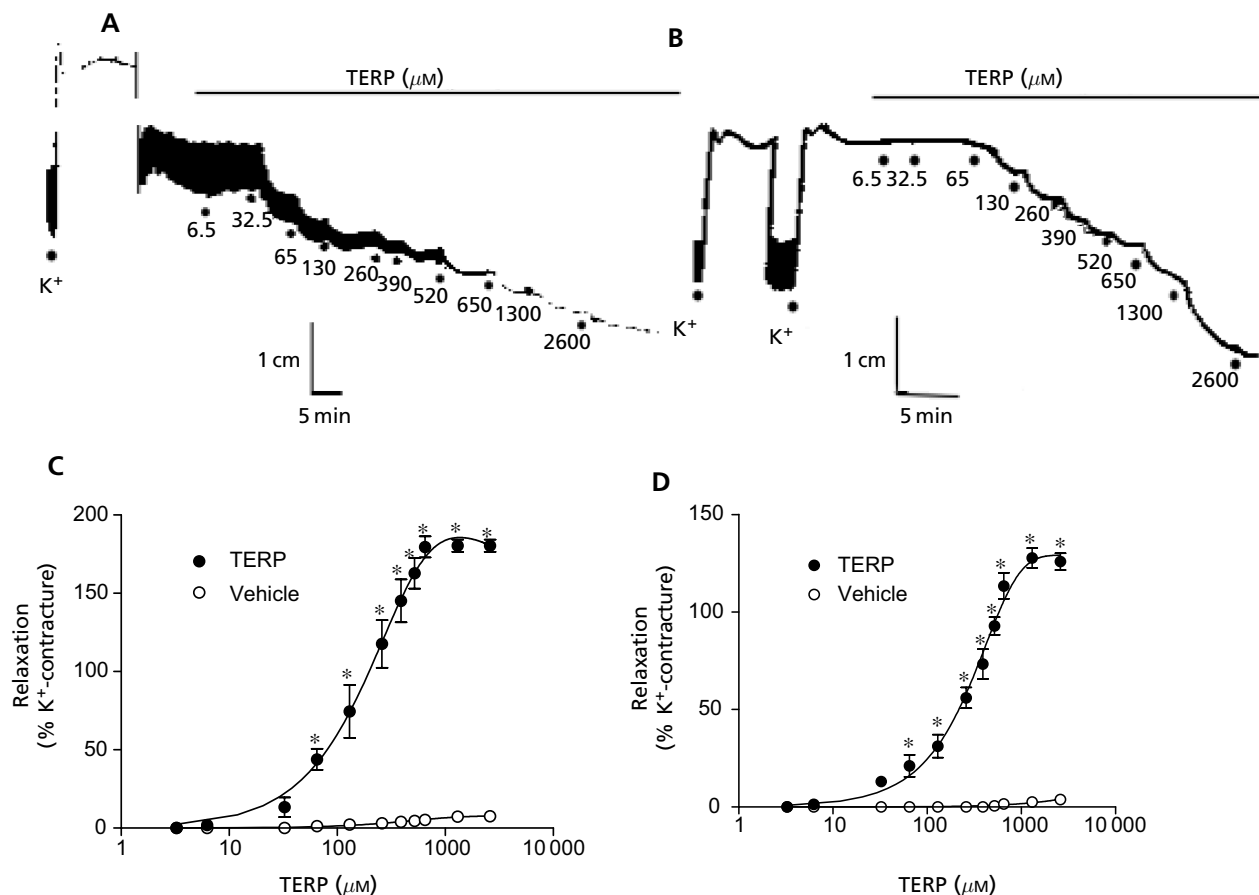 A
TERP (μM)
6.5
32.5
65
130
260
390
520
650
1300
2600
K+
1 cm
5 min
B
TERP (μM)
6.5
32.5
65
130
260
390
520
650
1300
2600
K+
K+
1 cm
5 min
C
200
150
100
50
0
Relaxation
(% K+-contracture)
TERP
Vehicle
* * * * * * * * *
1
10
100
1000
10 000
TERP (μM)
D
150
100
50
0
Relaxation
(% K+-contracture)
TERP
Vehicle
* * * * * * * *
1
10
100
1000
10 000
TERP (μM)